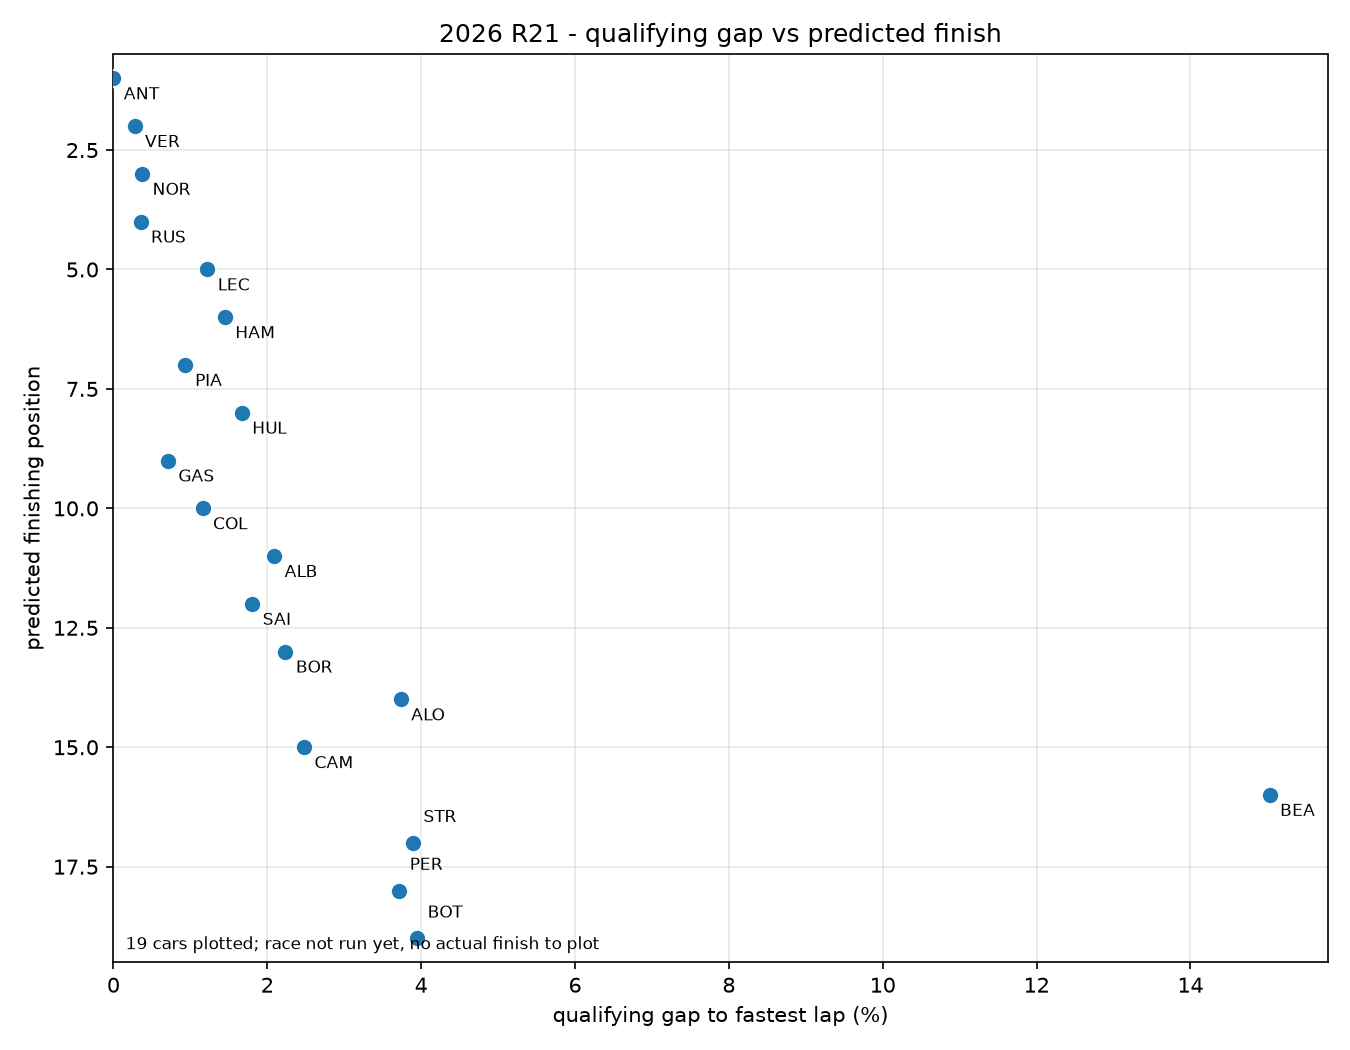 2026 R21 - qualifying gap vs predicted finish
predicted finishing position
2.5
5.0
7.5
10.0
12.5
15.0
17.5
ANT
VER
NOR
RUS
LEC
HAM
PIA
HUL
GAS
COL
ALB
SAI
BOR
ALO
CAM
BEA
STR
PER
BOT
19 cars plotted; race not run yet, no actual finish to plot
0 2 4 6 8 10 12 14
qualifying gap to fastest lap (%)